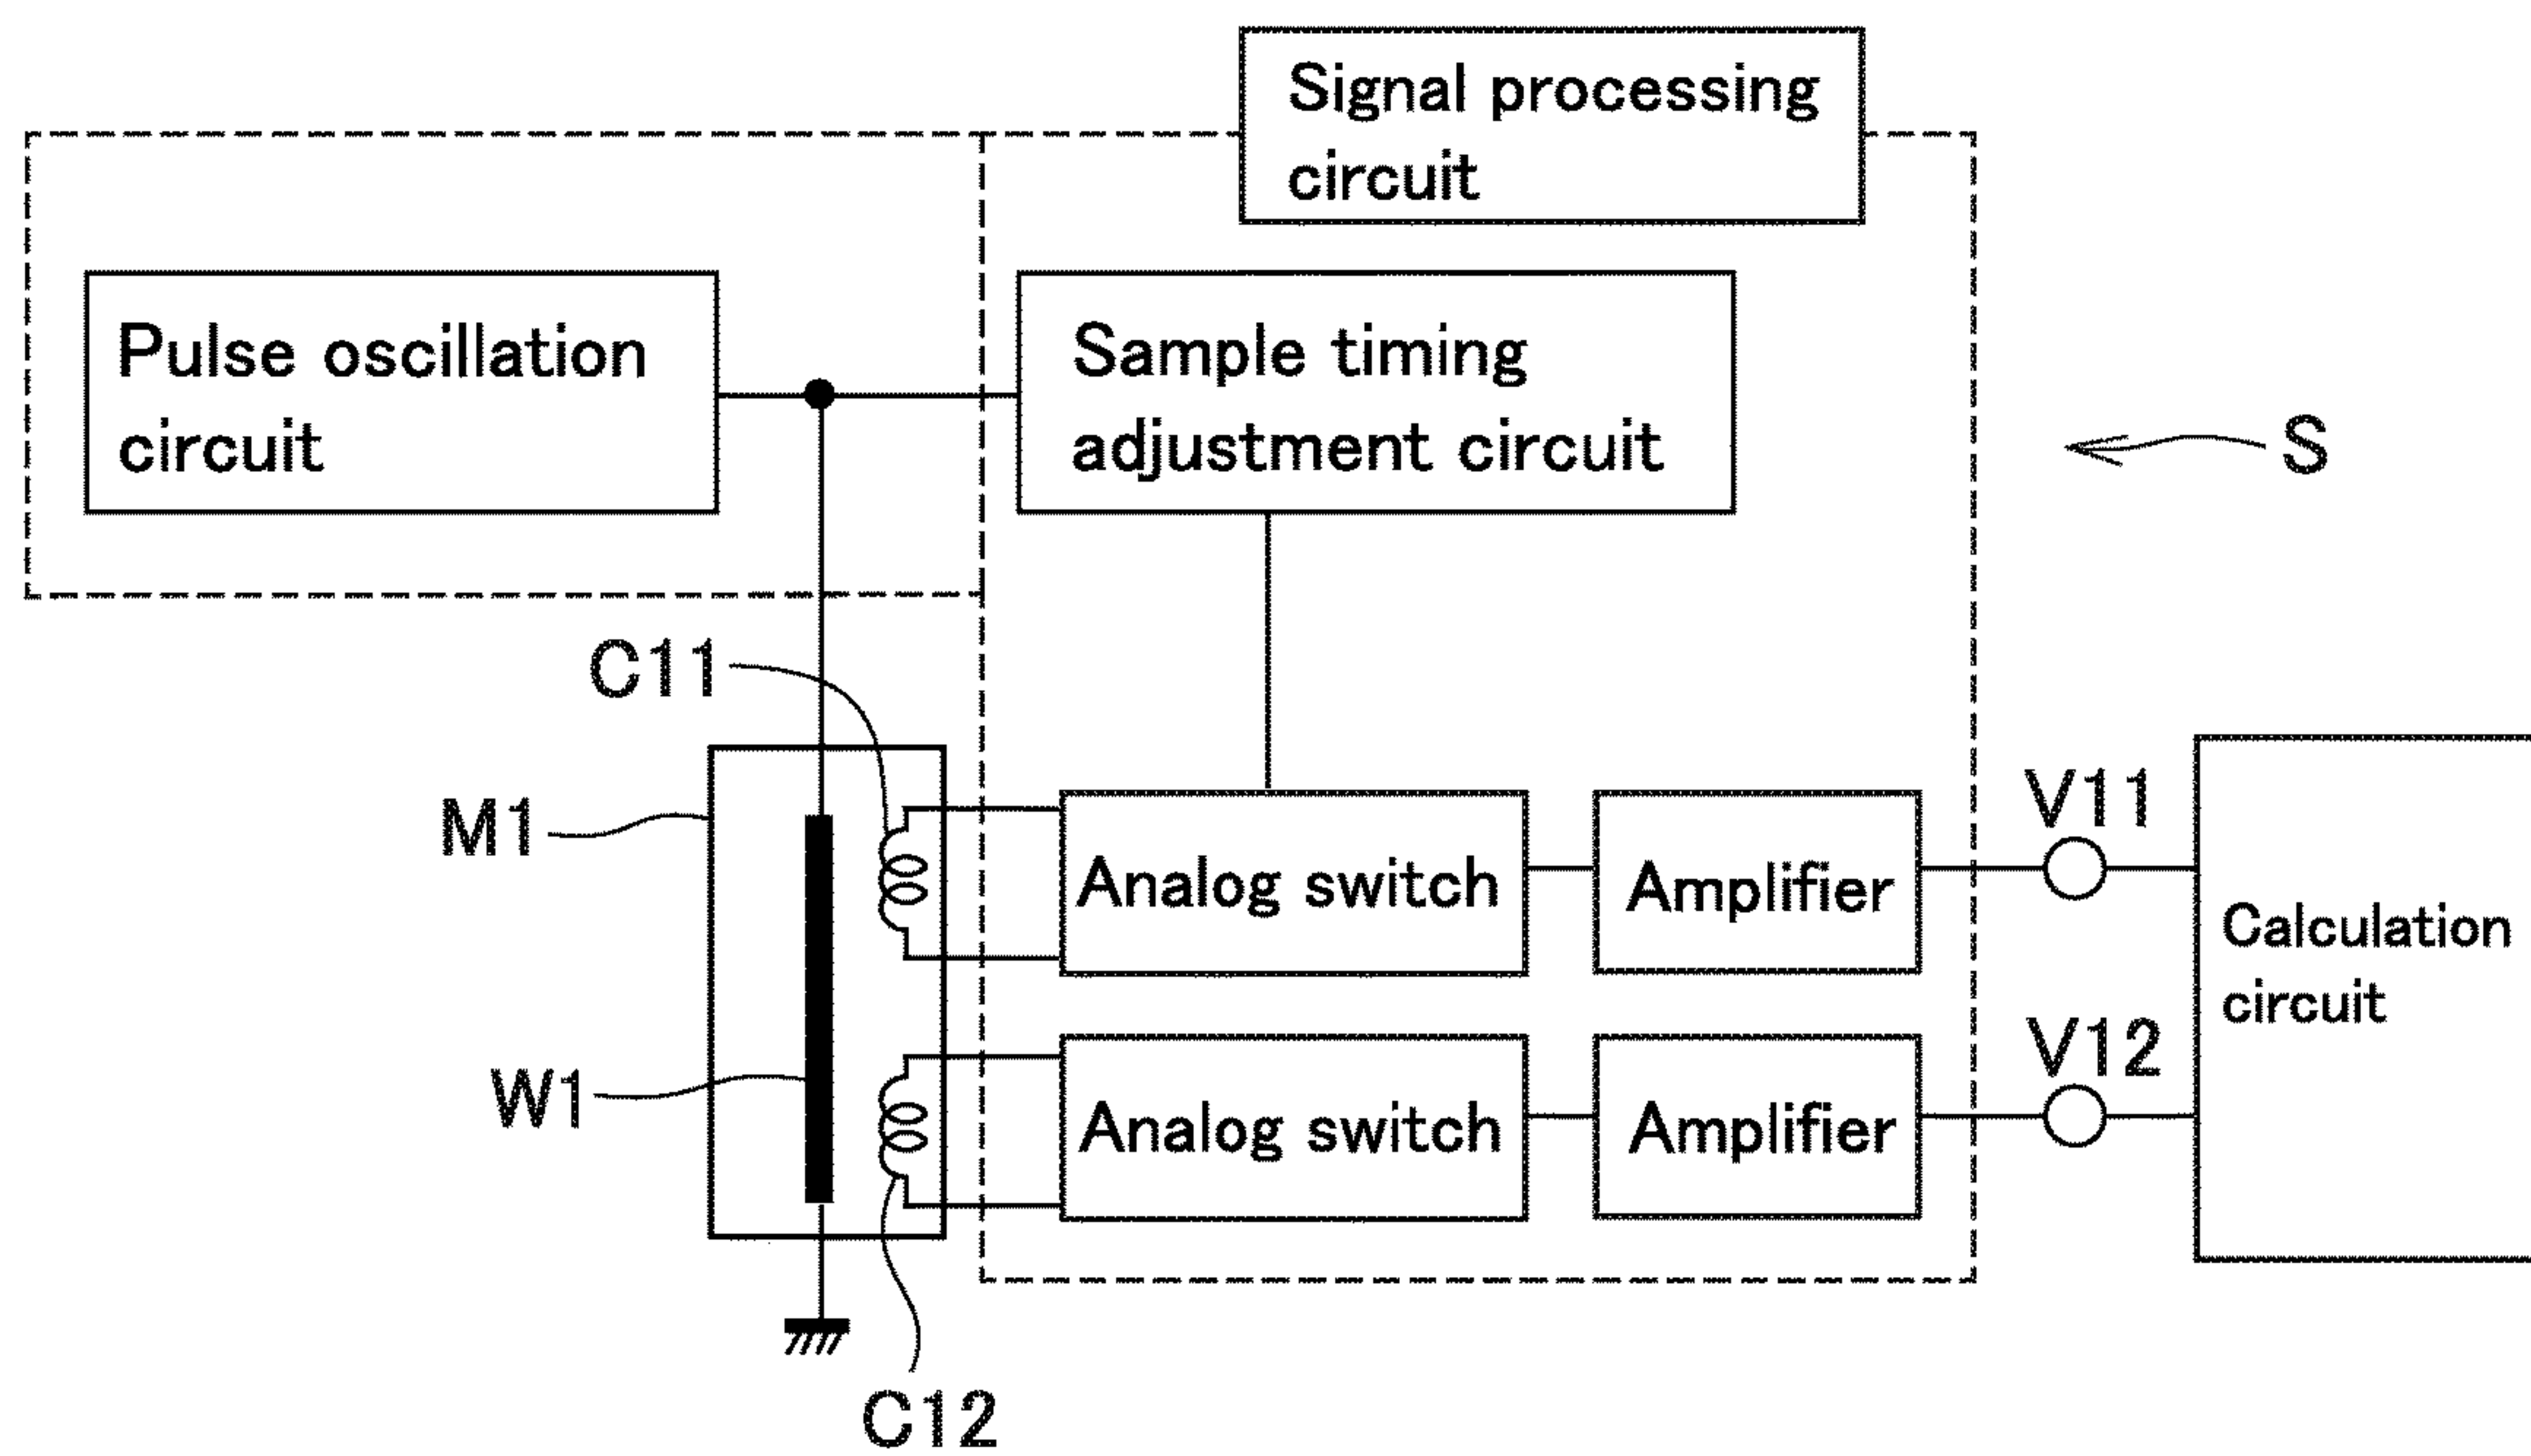 Signal processing
circuit
Pulse oscillation
circuit
Sample timing
adjustment circuit
S
C11
M1
W1
C12
Analog switch
Amplifier
V11
Analog switch
Amplifier
V12
Calculation
circuit